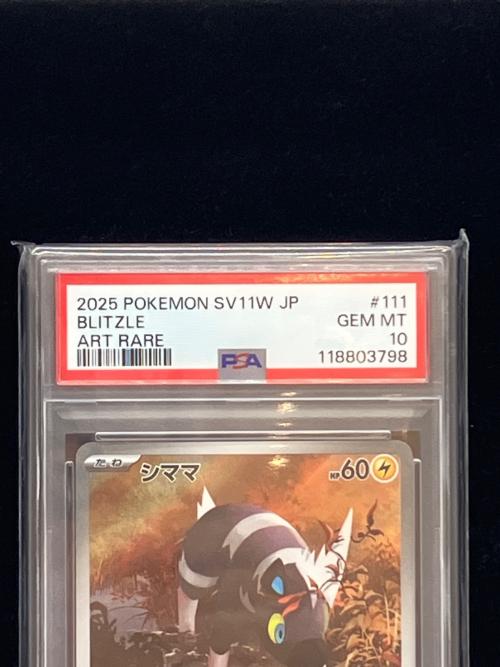 2025 POKEMON SV11W JP #111
BLITZLE GEM MT
ART RARE 10
PSA 118803798
たね シママ HP60